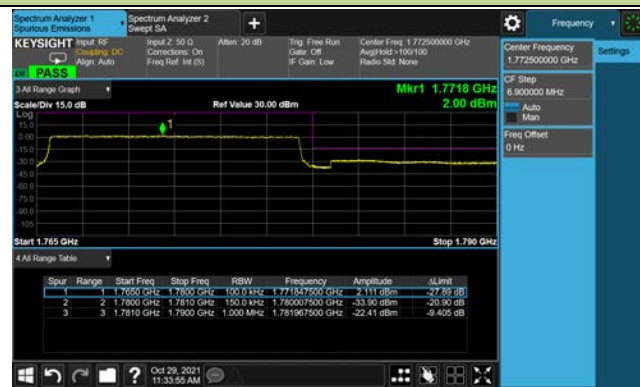 Spectrum Analyzer 1
Spurious Emissions
Spectrum Analyzer 2
Swept SA
Frequency
KEYSIGHT
Input: RF
Coupling: DC
Align: Auto
Input Z: 50 Ω
Corrections: On
Freq Ref: Int (S)
Atten: 20 dB
Trig: Free Run
Gate: Off
IF Gain: Low
Center Freq: 1.772500000 GHz
Avg|Hold:>100/100
Radio Std: None
PASS
Center Frequency
1.772500000 GHz
Settings
CF Step
6.900000 MHz
Auto
Man
Freq Offset
0 Hz
3 All Range Graph
Mkr1 1.7718 GHz
Scale/Div 15.0 dB
Ref Value 30.00 dBm
2.00 dBm
Log
15.0
0.00
-15.0
-30.0
-45.0
-60.0
-75.0
-90.0
-105
1
Start 1.765 GHz
Stop 1.790 GHz
4 All Range Table
Spur Range Start Freq Stop Freq RBW Frequency Amplitude ΔLimit
1 1 1.7650 GHz 1.7800 GHz 100.0 kHz 1.771847500 GHz 2.111 dBm -27.89 dB
2 2 1.7800 GHz 1.7810 GHz 150.0 kHz 1.780007500 GHz -33.90 dBm -20.90 dB
3 3 1.7810 GHz 1.7900 GHz 1.000 MHz 1.781967500 GHz -22.41 dBm -9.405 dB
Oct 29, 2021
11:33:55 AM